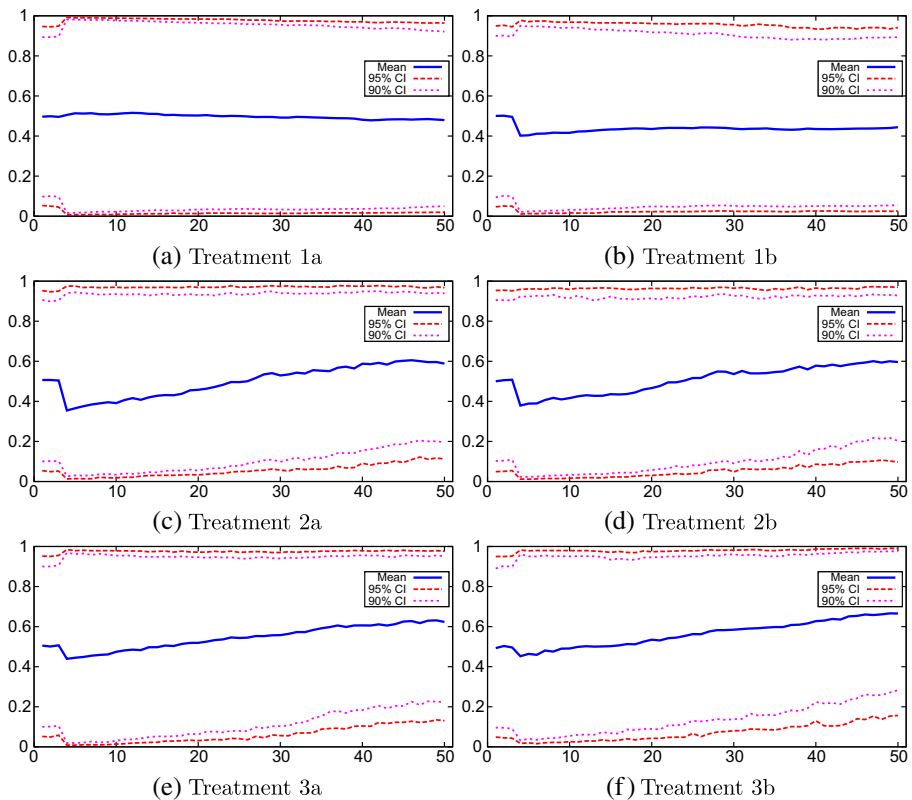 1
0.8
0.6
0.4
0.2
0
0 10 20 30 40 50
Mean
95% CI
90% CI
(a) Treatment 1a
1
0.8
0.6
0.4
0.2
0
0 10 20 30 40 50
Mean
95% CI
90% CI
(b) Treatment 1b
1
0.8
0.6
0.4
0.2
0
0 10 20 30 40 50
Mean
95% CI
90% CI
(c) Treatment 2a
1
0.8
0.6
0.4
0.2
0
0 10 20 30 40 50
Mean
95% CI
90% CI
(d) Treatment 2b
1
0.8
0.6
0.4
0.2
0
0 10 20 30 40 50
Mean
95% CI
90% CI
(e) Treatment 3a
1
0.8
0.6
0.4
0.2
0
0 10 20 30 40 50
Mean
95% CI
90% CI
(f) Treatment 3b